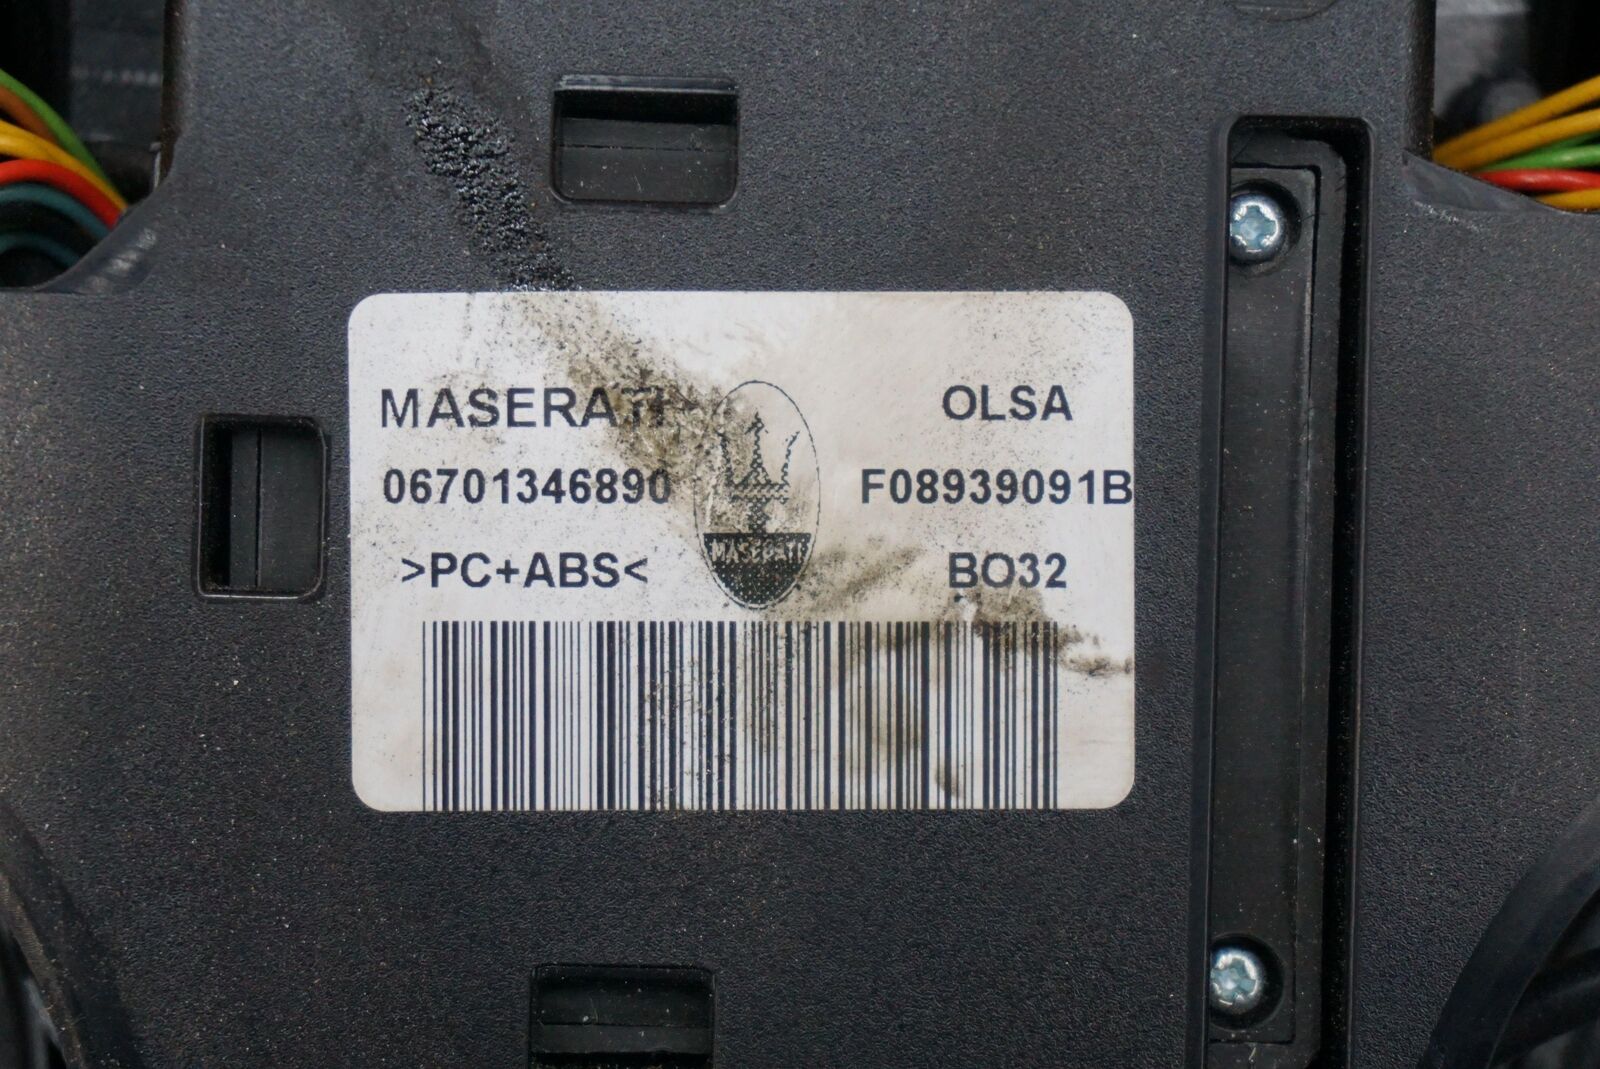 MASERATI OLSA
06701346890 F08939091B
MASERATI
>PC+ABS< BO32